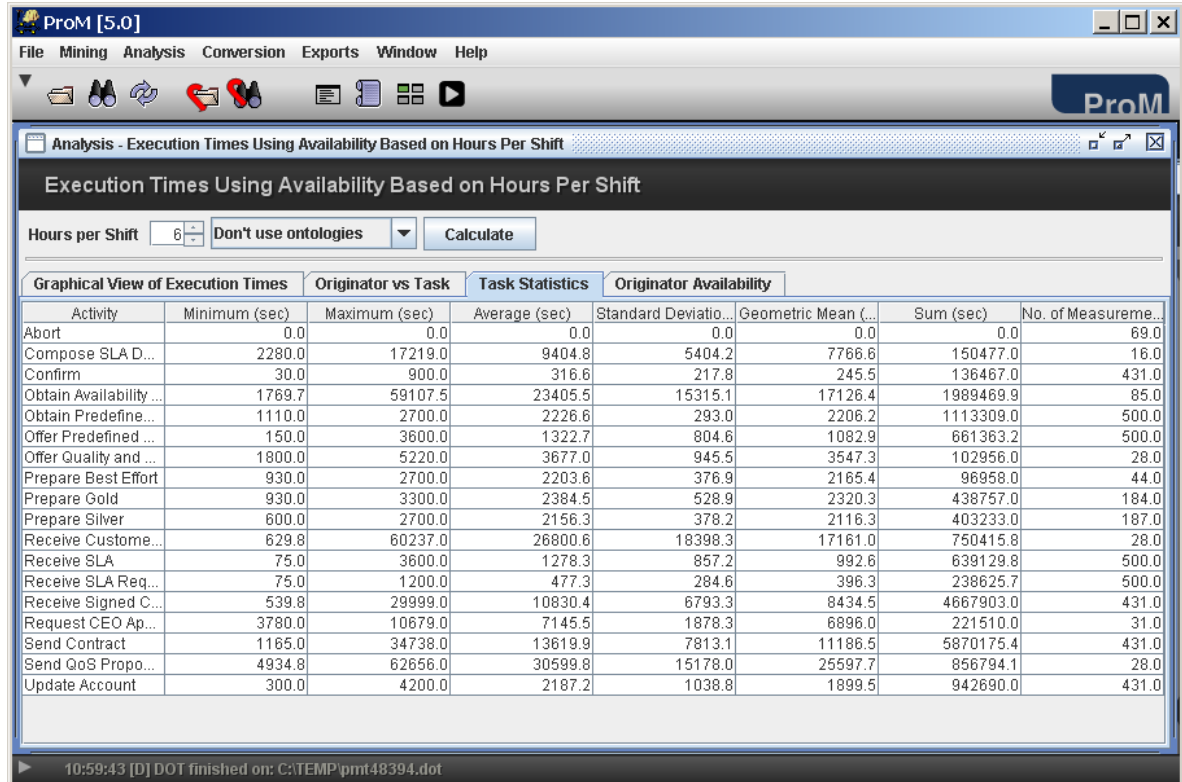 ProM [5.0]
File Mining Analysis Conversion Exports Window Help
ProM
Analysis - Execution Times Using Availability Based on Hours Per Shift
Execution Times Using Availability Based on Hours Per Shift
Hours per Shift 6 Don't use ontologies Calculate
Graphical View of Execution Times Originator vs Task Task Statistics Originator Availability
Activity Minimum (sec) Maximum (sec) Average (sec) Standard Deviatio... Geometric Mean (... Sum (sec) No. of Measureme...
Abort 0.0 0.0 0.0 0.0 0.0 0.0 69.0
Compose SLA D... 2280.0 17219.0 9404.8 5404.2 7766.6 150477.0 16.0
Confirm 30.0 900.0 316.6 217.8 245.5 136467.0 431.0
Obtain Availability ... 1769.7 59107.5 23405.5 15315.1 17126.4 1989469.9 85.0
Obtain Predefine... 1110.0 2700.0 2226.6 293.0 2206.2 1113309.0 500.0
Offer Predefined ... 150.0 3600.0 1322.7 804.6 1082.9 661363.2 500.0
Offer Quality and ... 1800.0 5220.0 3677.0 945.5 3547.3 102956.0 28.0
Prepare Best Effort 930.0 2700.0 2203.6 376.9 2165.4 96958.0 44.0
Prepare Gold 930.0 3300.0 2384.5 528.9 2320.3 438757.0 184.0
Prepare Silver 600.0 2700.0 2156.3 378.2 2116.3 403233.0 187.0
Receive Custome... 629.8 60237.0 26800.6 18398.3 17161.0 750415.8 28.0
Receive SLA 75.0 3600.0 1278.3 857.2 992.6 639129.8 500.0
Receive SLA Req... 75.0 1200.0 477.3 284.6 396.3 238625.7 500.0
Receive Signed C... 539.8 29999.0 10830.4 6793.3 8434.5 4667903.0 431.0
Request CEO Ap... 3780.0 10679.0 7145.5 1878.3 6896.0 221510.0 31.0
Send Contract 1165.0 34738.0 13619.9 7813.1 11186.5 5870175.4 431.0
Send QoS Propo... 4934.8 62656.0 30599.8 15178.0 25597.7 856794.1 28.0
Update Account 300.0 4200.0 2187.2 1038.8 1899.5 942690.0 431.0
10:59:43 [D] DOT finished on: C:\TEMP\pmt48394.dot